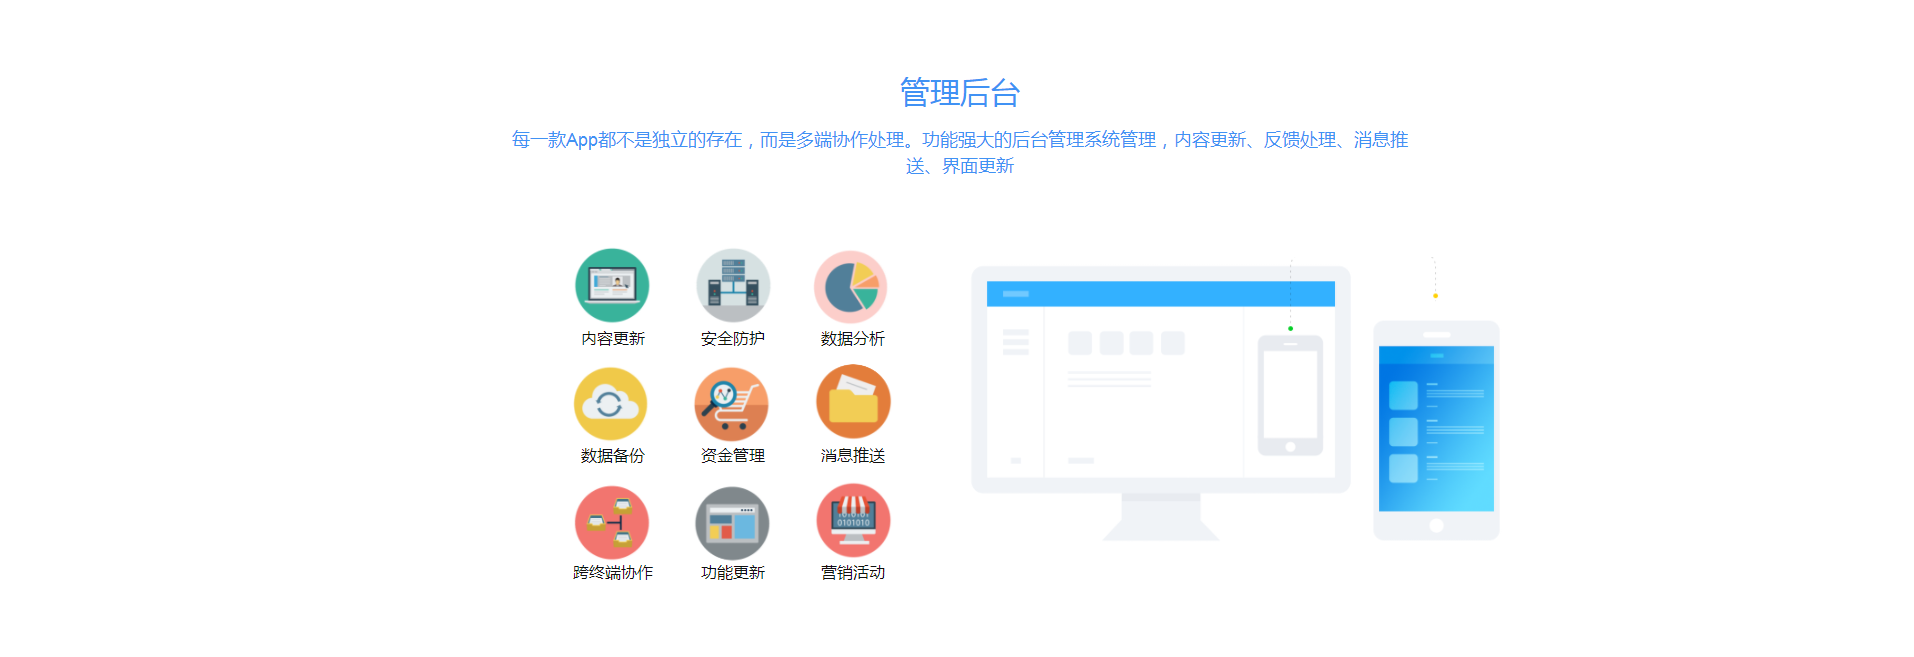 管理后台
每一款App都不是独立的存在，而是多端协作处理。功能强大的后台管理系统管理，内容更新、反馈处理、消息推
送、界面更新
内容更新 安全防护 数据分析
数据备份 资金管理 消息推送
0101010
0101010
跨终端协作 功能更新 营销活动